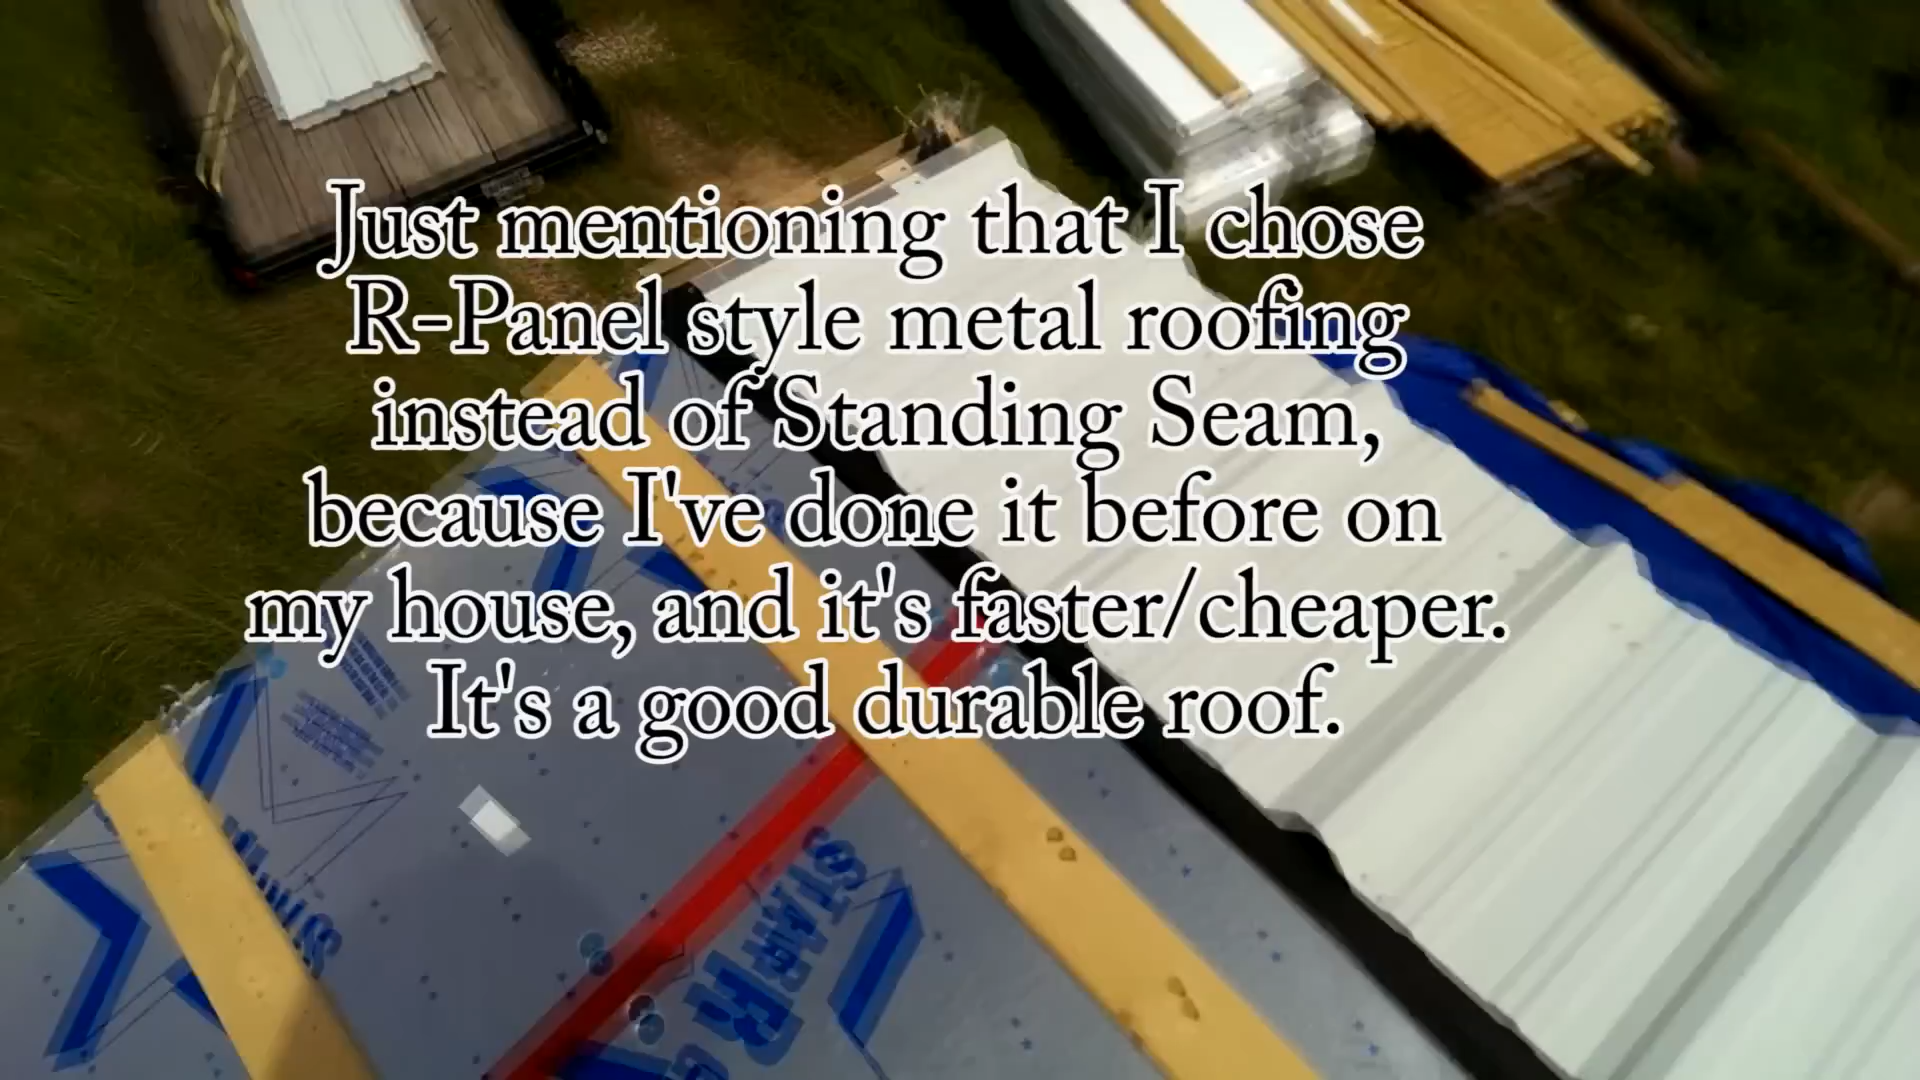 Just mentioning that I chose
R-Panel style metal roofing
instead of Standing Seam,
because I've done it before on
my house, and it's faster/cheaper.
It's a good durable roof.